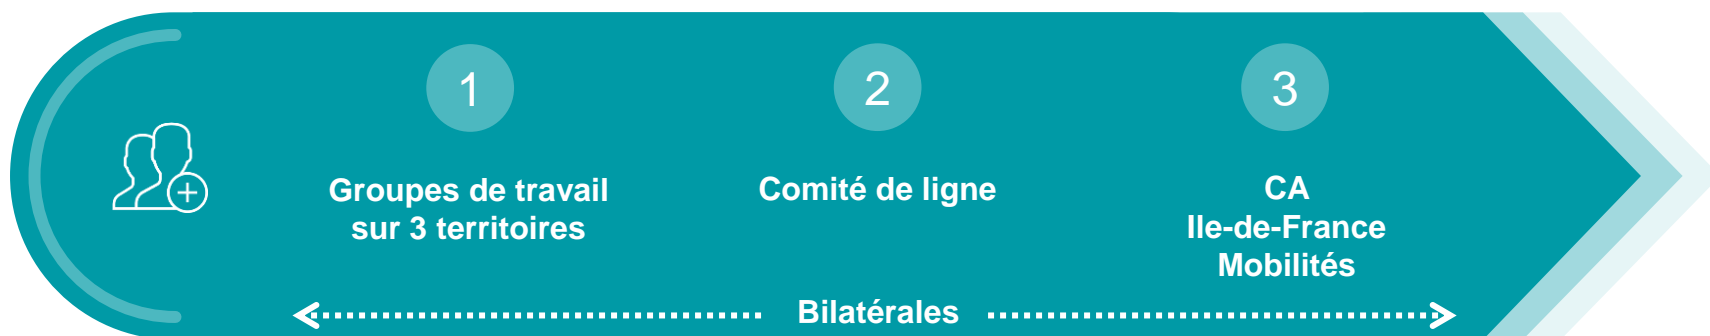 1
Groupes de travail
sur 3 territoires
2
Comité de ligne
3
CA
Ile-de-France
Mobilités
Bilatérales